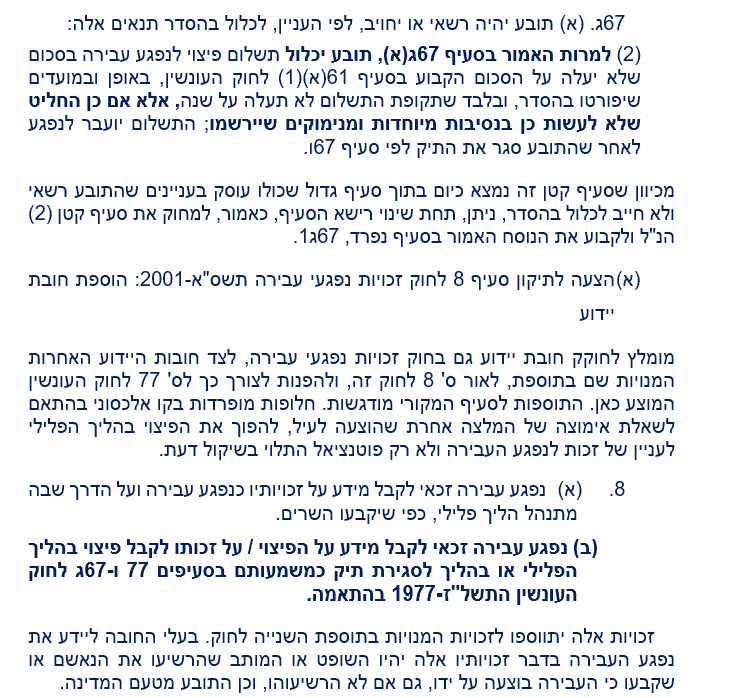 67ג. (א) תובע יהיה רשאי או יחויב, לפי העניין, לכלול בהסדר תנאים אלה:
(2) למרות האמור בסעיף 67ג(א), תובע יכלול תשלום פיצוי לנפגע עבירה בסכום
שלא יעלה על הסכום הקבוע בסעיף 61(א)(1) לחוק העונשין, באופן ובמועדים
שיפורטו בהסדר, ובלבד שתקופת התשלום לא תעלה על שנה, אלא אם כן החליט
שלא לעשות כן בנסיבות מיוחדות ומנימוקים שיירשמו; התשלום יועבר לנפגע
לאחר שהתובע סגר את התיק לפי סעיף 67ו.
מכיוון שסעיף קטן זה נמצא כיום בתוך סעיף גדול שכולו עוסק בעניינים שהתובע רשאי
ולא חייב לכלול בהסדר, ניתן, תחת שינוי רישא הסעיף, כאמור, למחוק את סעיף קטן (2)
הנ"ל ולקבוע את הנוסח האמור בסעיף נפרד, 67ג1.
(א) הצעה לתיקון סעיף 8 לחוק זכויות נפגעי עבירה תשס"א-2001: הוספת חובת
יידוע
מומלץ לחוקק חובת יידוע גם בחוק זכויות נפגעי עבירה, לצד חובות היידוע האחרות
המנויות שם בתוספת, לאור ס' 8 לחוק זה, ולהפנות לצורך כך לס' 77 לחוק העונשין
המוצע כאן. התוספות לסעיף המקורי מודגשות. חלופות מופרדות בקו אלכסוני בהתאם
לשאלת אימוצה של המלצה אחרת שהוצעה לעיל, להפוך את הפיצוי בהליך הפלילי
לעניין של זכות לנפגע העבירה ולא רק פוטנציאל התלוי בשיקול דעת.
8. (א) נפגע עבירה זכאי לקבל מידע על זכויותיו כנפגע עבירה ועל הדרך שבה
מתנהל הליך פלילי, כפי שיקבעו השרים.
(ב) נפגע עבירה זכאי לקבל מידע על הפיצוי / על זכותו לקבל פיצוי בהליך
הפלילי או בהליך לסגירת תיק כמשמעותם בסעיפים 77 ו-67ג לחוק
העונשין התשל"ז-1977 בהתאמה.
זכויות אלה יתווספו לזכויות המנויות בתוספת השנייה לחוק. בעלי החובה ליידע את
נפגע העבירה בדבר זכויותיו אלה יהיו השופט או המותב שהרשיעו את הנאשם או
שקבעו כי העבירה בוצעה על ידו, גם אם לא הרשיעוהו, וכן התובע מטעם המדינה.